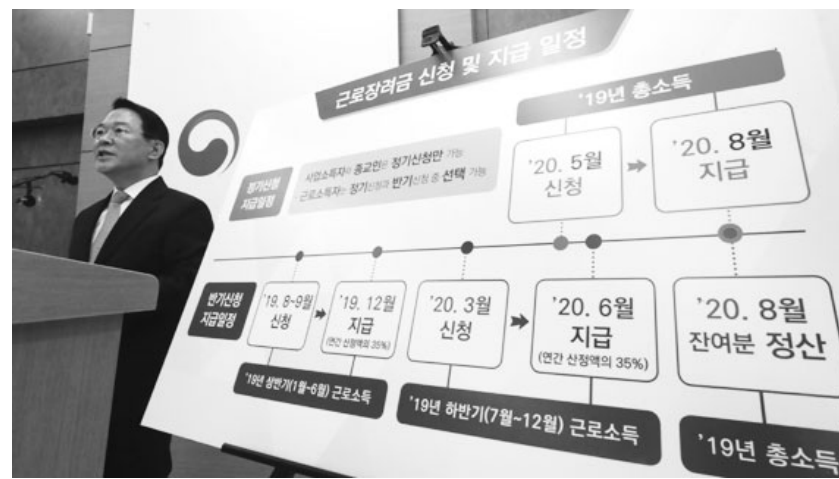 근로장려금 신청 및 지급 일정
'19년 총소득
정기신청
지급일정
사업소득자와 종교인은 정기신청만 가능
근로소득자는 정기신청과 반기신청 중 선택 가능
'20. 5월
신청
'20. 8월
지급
반기신청
지급일정
'19. 8~9월
신청
'19. 12월
지급
(연간 산정액의 35%)
'20. 3월
신청
'20. 6월
지급
(연간 산정액의 35%)
'20. 8월
잔여분 정산
'19년 상반기(1월~6월) 근로소득
'19년 하반기(7월~12월) 근로소득
'19년 총소득